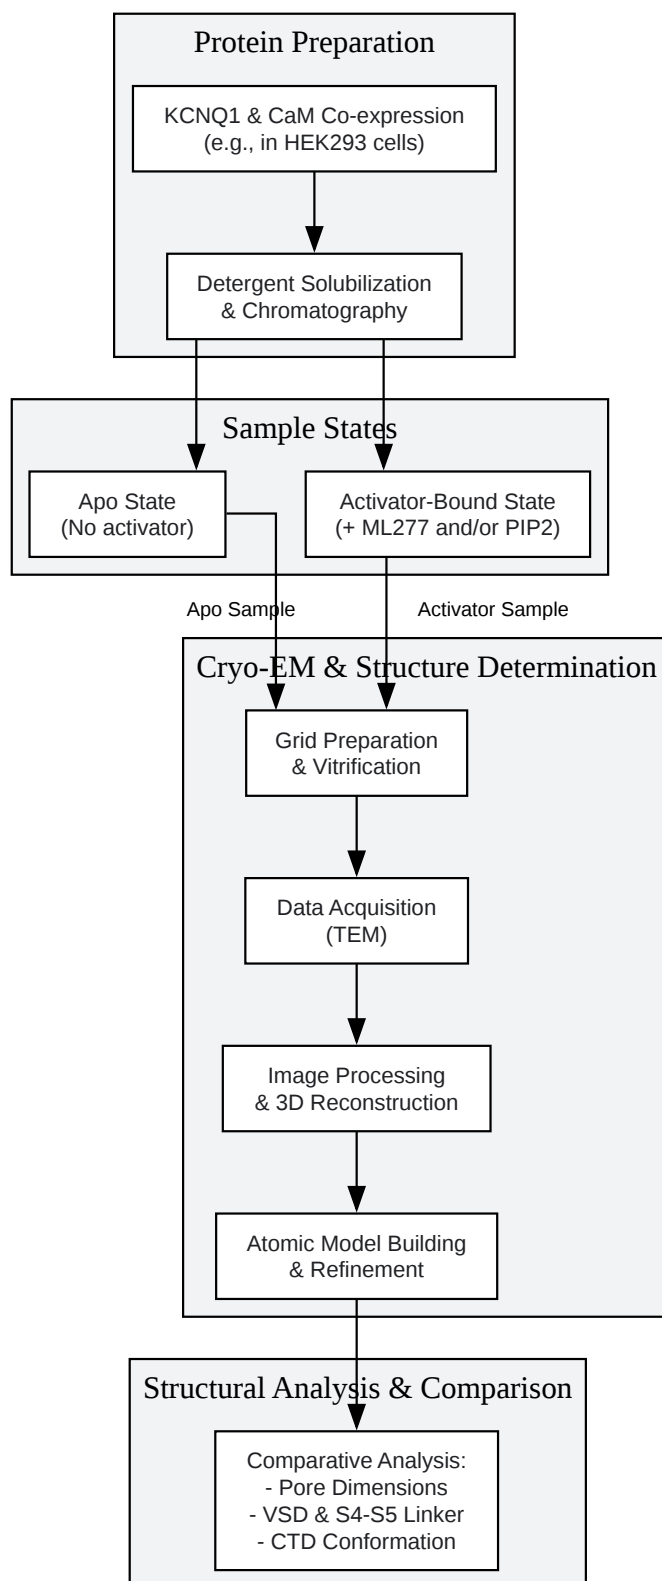 Protein Preparation
KCNQ1 & CaM Co-expression
(e.g., in HEK293 cells)
Detergent Solubilization
& Chromatography
Sample States
Apo State
(No activator)
Activator-Bound State
(+ ML277 and/or PIP2)
Apo Sample
Activator Sample
Cryo-EM & Structure Determination
Grid Preparation
& Vitrification
Data Acquisition
(TEM)
Image Processing
& 3D Reconstruction
Atomic Model Building
& Refinement
Structural Analysis & Comparison
Comparative Analysis:
- Pore Dimensions
- VSD & S4-S5 Linker
- CTD Conformation